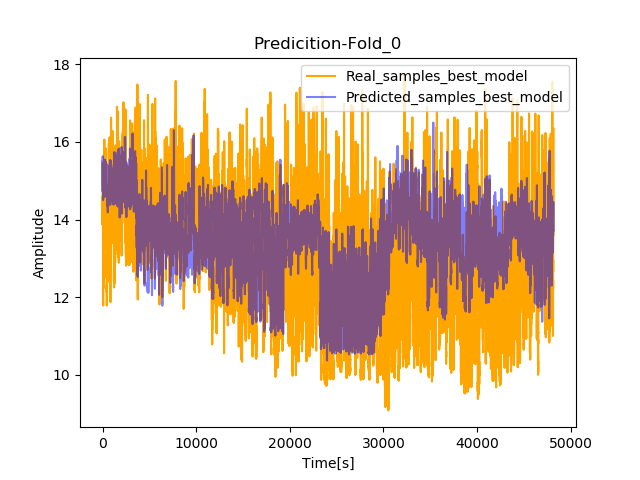 Predicition-Fold_0
Real_samples_best_model
Predicted_samples_best_model
18
16
14
12
10
Amplitude
0
10000
20000
30000
40000
50000
Time[s]